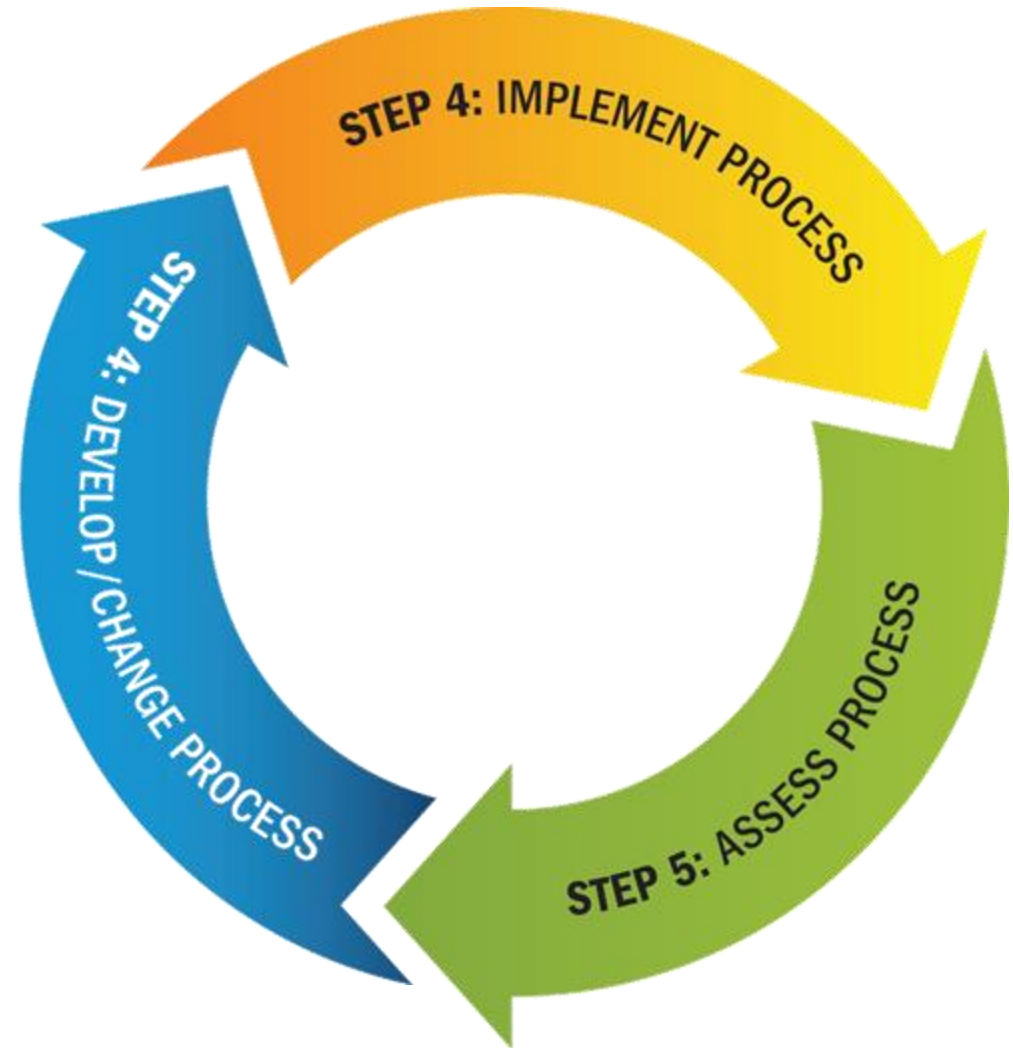 STEP 4: IMPLEMENT PROCESS
STEP 5: ASSESS PROCESS
STEP 4: DEVELOP/CHANGE PROCESS